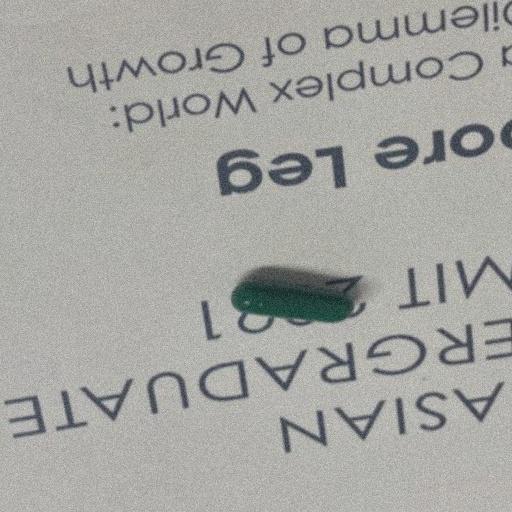 ASIAN
ERGRADUATE
MIT
ore Leg
a Complex World:
ilemma of Growth